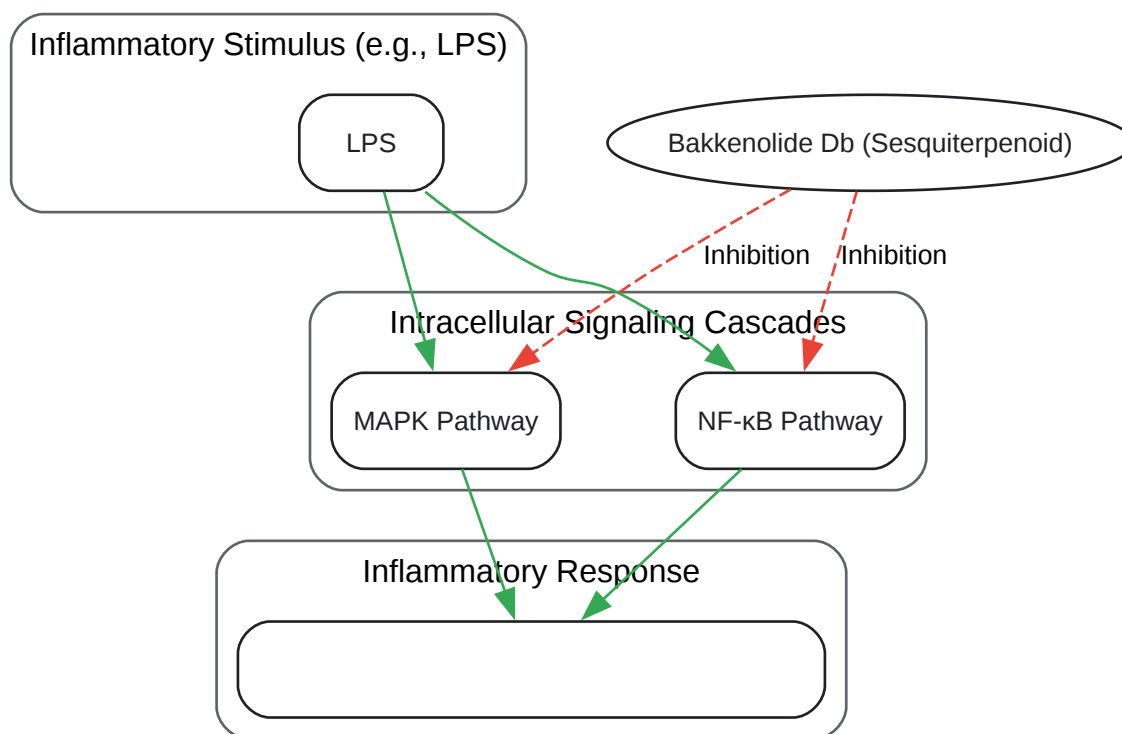 Inflammatory Stimulus (e.g., LPS)
LPS
Bakkenolide Db (Sesquiterpenoid)
Inhibition
Inhibition
Intracellular Signaling Cascades
MAPK Pathway
NF-κB Pathway
Inflammatory Response